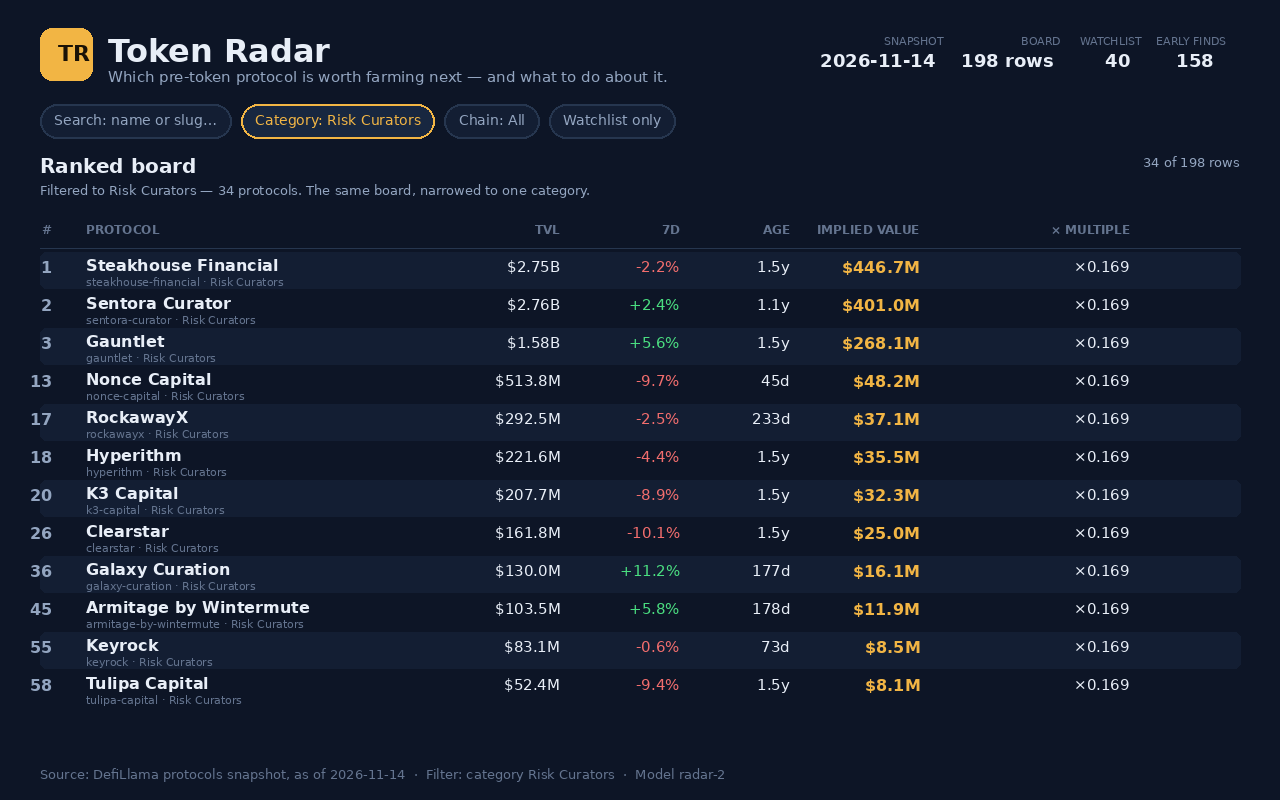 TR
Token Radar
Which pre-token protocol is worth farming next — and what to do about it.
SNAPSHOT BOARD WATCHLIST EARLY FINDS
2026-11-14 198 rows 40 158
Search: name or slug... Category: Risk Curators Chain: All Watchlist only
Ranked board
34 of 198 rows
Filtered to Risk Curators — 34 protocols. The same board, narrowed to one category.
# PROTOCOL TVL 7D AGE IMPLIED VALUE × MULTIPLE
1 Steakhouse Financial $2.75B -2.2% 1.5y $446.7M ×0.169
steakhouse-financial · Risk Curators
2 Sentora Curator $2.76B +2.4% 1.1y $401.0M ×0.169
sentora-curator · Risk Curators
3 Gauntlet $1.58B +5.6% 1.5y $268.1M ×0.169
gauntlet · Risk Curators
13 Nonce Capital $513.8M -9.7% 45d $48.2M ×0.169
nonce-capital · Risk Curators
17 RockawayX $292.5M -2.5% 233d $37.1M ×0.169
rockawayx · Risk Curators
18 Hyperithm $221.6M -4.4% 1.5y $35.5M ×0.169
hyperithm · Risk Curators
20 K3 Capital $207.7M -8.9% 1.5y $32.3M ×0.169
k3-capital · Risk Curators
26 Clearstar $161.8M -10.1% 1.5y $25.0M ×0.169
clearstar · Risk Curators
36 Galaxy Curation $130.0M +11.2% 177d $16.1M ×0.169
galaxy-curation · Risk Curators
45 Armitage by Wintermute $103.5M +5.8% 178d $11.9M ×0.169
armitage-by-wintermute · Risk Curators
55 Keyrock $83.1M -0.6% 73d $8.5M ×0.169
keyrock · Risk Curators
58 Tulipa Capital $52.4M -9.4% 1.5y $8.1M ×0.169
tulipa-capital · Risk Curators
Source: DefiLlama protocols snapshot, as of 2026-11-14 · Filter: category Risk Curators · Model radar-2